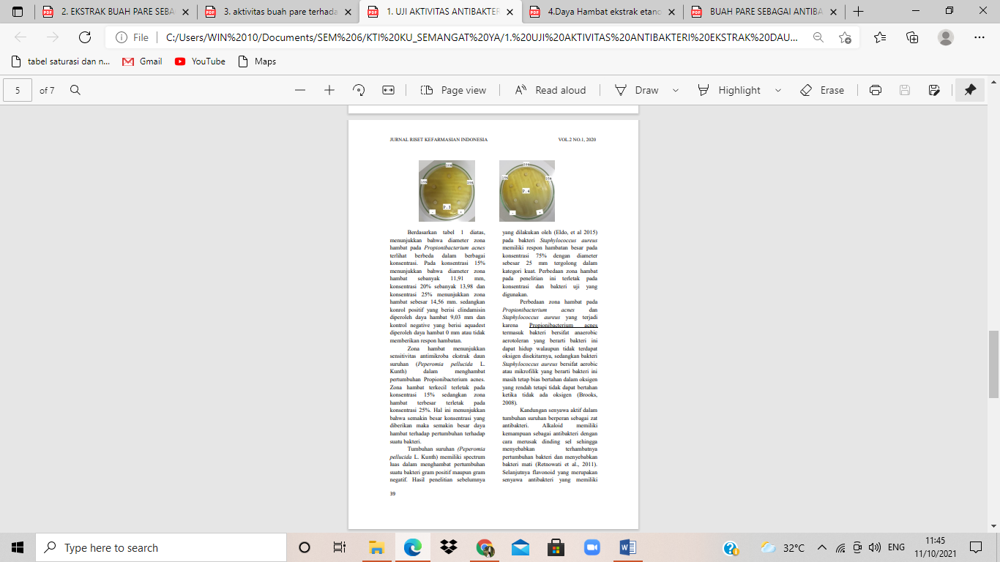 2. EKSTRAK BUAH PARE SEBA
3. aktivitas buah pare terhada
1. UJI AKTIVITAS ANTIBAKTER
4.Daya Hambat ekstrak etano
BUAH PARE SEBAGAI ANTIBA
File
C:/Users/WIN%2010/Documents/SEM%206/KTI%20KU_SEMANGAT%20YA/1.%20UJI%20AKTIVITAS%20ANTIBAKTERI%20EKSTRAK%20DAU...
tabel saturasi dan n...
Gmail
YouTube
Maps
5 of 7
Page view
Read aloud
Draw
Highlight
Erase
JURNAL RISET KEFARMASIAN INDONESIA
VOL.2 NO.1, 2020
P.3
- +
P.4
- +
Berdasarkan tabel 1 diatas,
menunjukkan bahwa diameter zona
hambat pada Propionibacterium acnes
terlihat berbeda dalam berbagai
konsentrasi. Pada konsentrasi 15%
menunjukkan bahwa diameter zona
hambat sebanyak 11,91 mm,
konsentrasi 20% sebanyak 13,98 dan
konsentrasi 25% menunjukkan zona
hambat sebesar 14,56 mm. sedangkan
konrol positif yang berisi clindamisin
diperoleh daya hambat 9,03 mm dan
kontrol negative yang berisi aquadest
diperoleh daya hambat 0 mm atau tidak
memberikan respon hambatan.
Zona hambat menunjukkan
sensitivitas antimikroba ekstrak daun
suruhan (Peperomia pellucida L.
Kunth) dalam menghambat
pertumbuhan Propionibacterium acnes.
Zona hambat terkecil terletak pada
konsentrasi 15% sedangkan zona
hambat terbesar terletak pada
konsentrasi 25%. Hal ini menunjukkan
bahwa semakin besar konsentrasi yang
diberikan maka semakin besar daya
hambat terhadap pertumbuhan terhadap
suatu bakteri.
Tumbuhan suruhan (Peperomia
pellucida L. Kunth) memiliki spectrum
luas dalam menghambat pertumbuhan
suatu bakteri gram positif maupun gram
negatif. Hasil penelitian sebelumnya
yang dilakukan oleh (Eldo, et al 2015)
pada bakteri Staphylococcus aureus
memiliki respon hambatan besar pada
konsentrasi 75% dengan diameter
sebesar 25 mm tergolong dalam
kategori kuat. Perbedaan zona hambat
pada penelitian ini terletak pada
konsentrasi dan bakteri uji yang
digunakan.
Perbedaan zona hambat pada
Propionibacterium acnes dan
Staphylococcus aureus yang terjadi
karena Propionibacterium acnes
termasuk bakteri bersifat anaerobic
aerotoleran yang berarti bakteri ini
dapat hidup walaupun tidak terdapat
oksigen disekitarnya, sedangkan bakteri
Staphylococcus aureus bersifat aerobic
atau mikrofilik yang berarti bakteri ini
masih tetap bias bertahan dalam oksigen
yang rendah tetapi tidak dapat bertahan
ketika tidak ada oksigen (Brooks,
2008).
Kandungan senyawa aktif dalam
tumbuhan suruhan berperan sebagai zat
antibakteri. Alkaloid memiliki
kemampuan sebagai antibakteri dengan
cara merusak dinding sel sehingga
menyebabkan terhambatnya
pertumbuhan bakteri dan menyebabkan
bakteri mati (Retnowati et al., 2011).
Selanjutnya flavonoid yang merupakan
senyawa antibakteri yang memiliki
39
Type here to search
32°C
ENG
11:45
11/10/2021